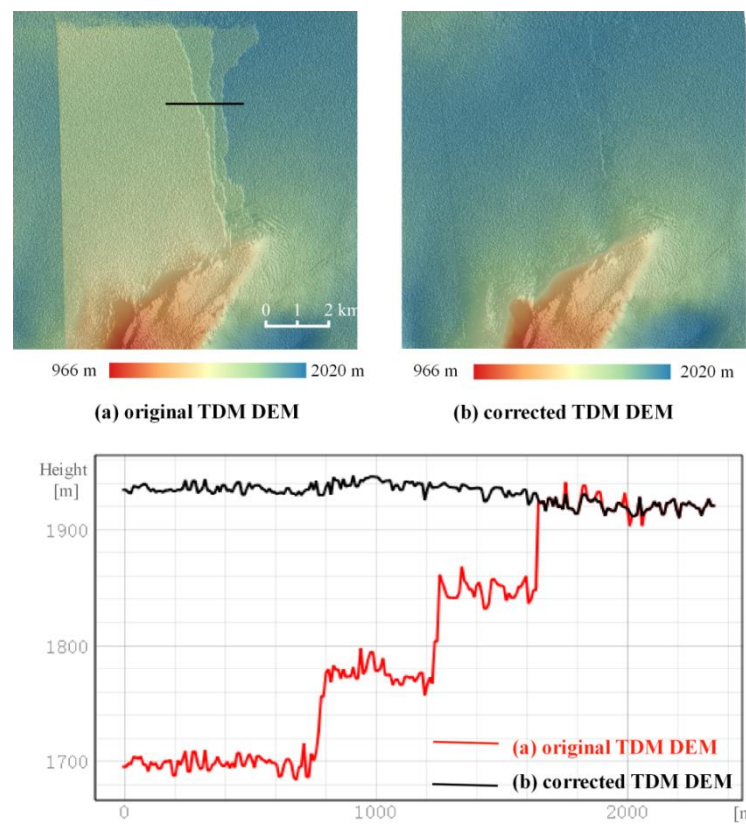 0 1 2 km
966 m 2020 m
966 m 2020 m
(a) original TDM DEM
(b) corrected TDM DEM
Height
[m]
1900
1800
1700
(a) original TDM DEM
(b) corrected TDM DEM
0 1000 2000